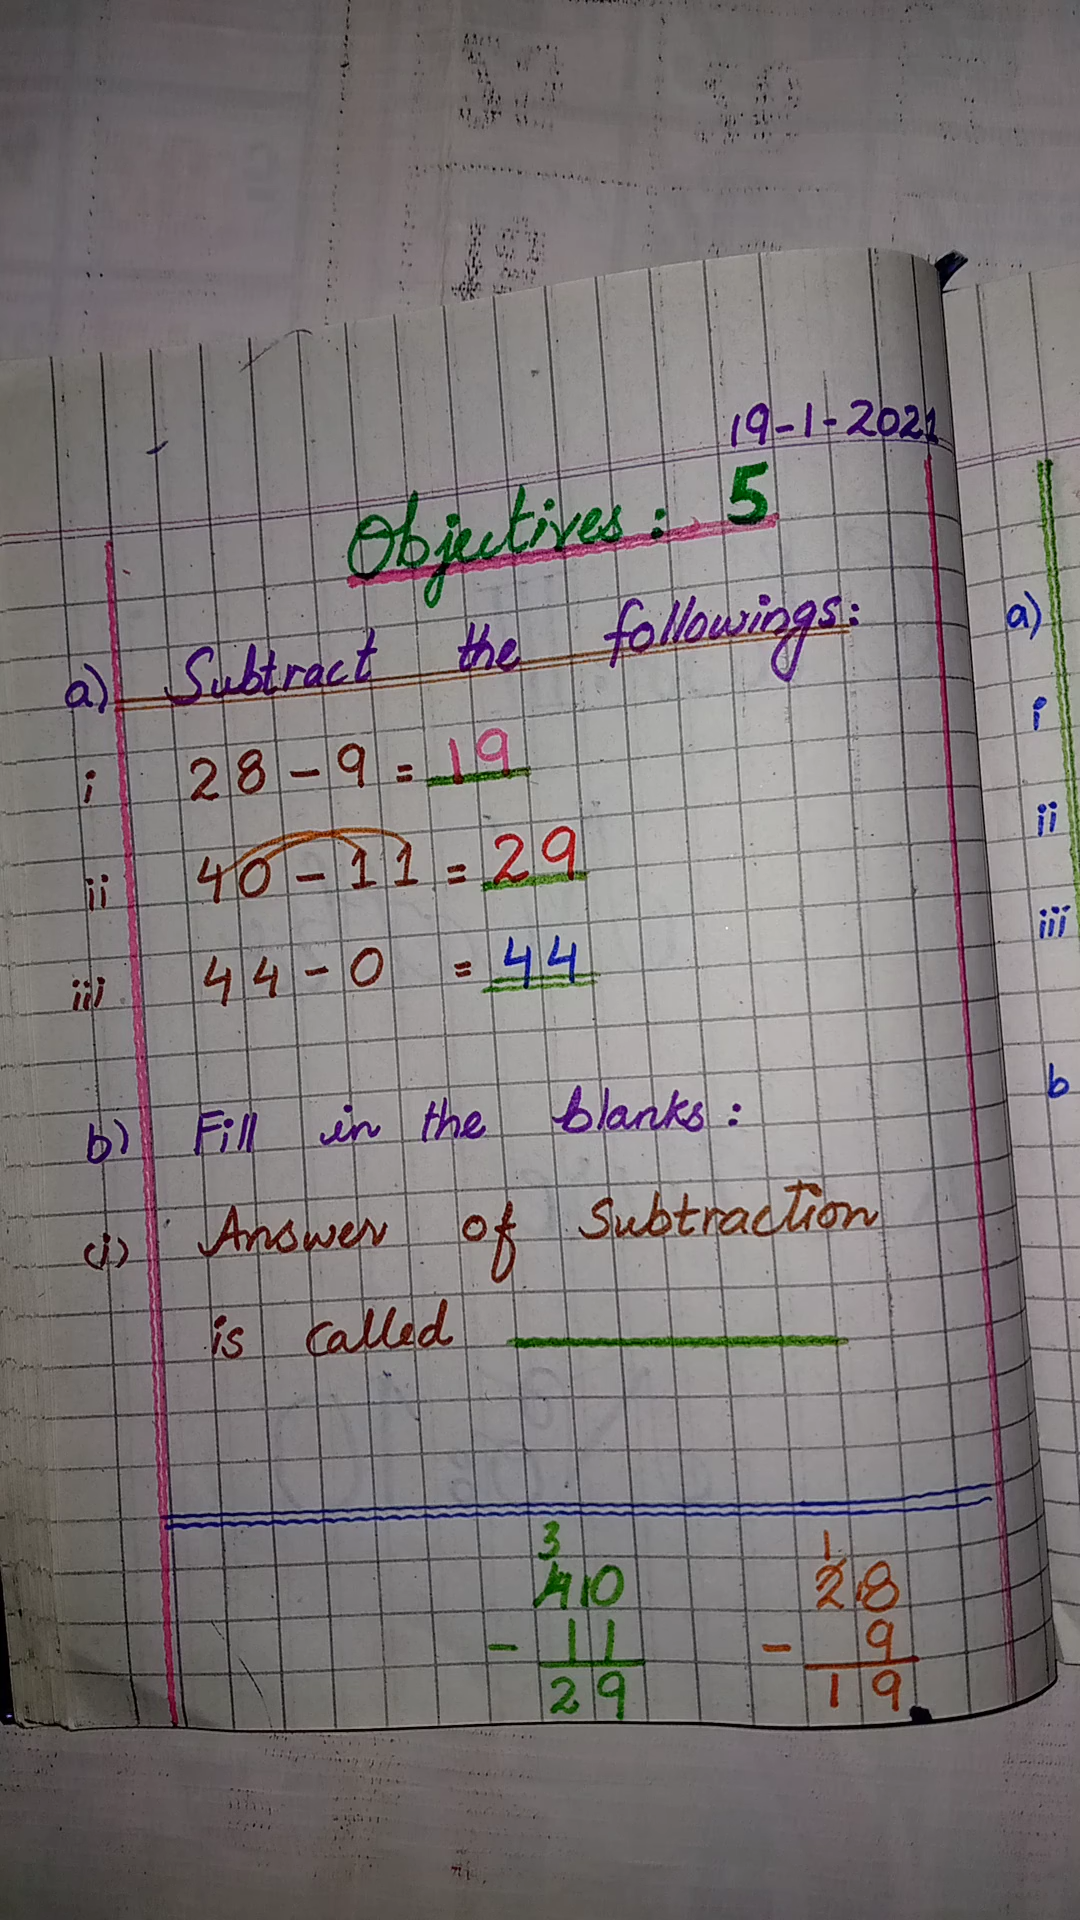 19-1-2021
Objectives: 5
a) Subtract the followings:
i 28 - 9 = 19
ii 40 - 11 = 29
iii 44 - 0 = 44
b) Fill in the blanks:
(i) Answer of Subtraction
is called
3 1
40 28
- 11 - 9
29 19
a)
i
ii
iii
b